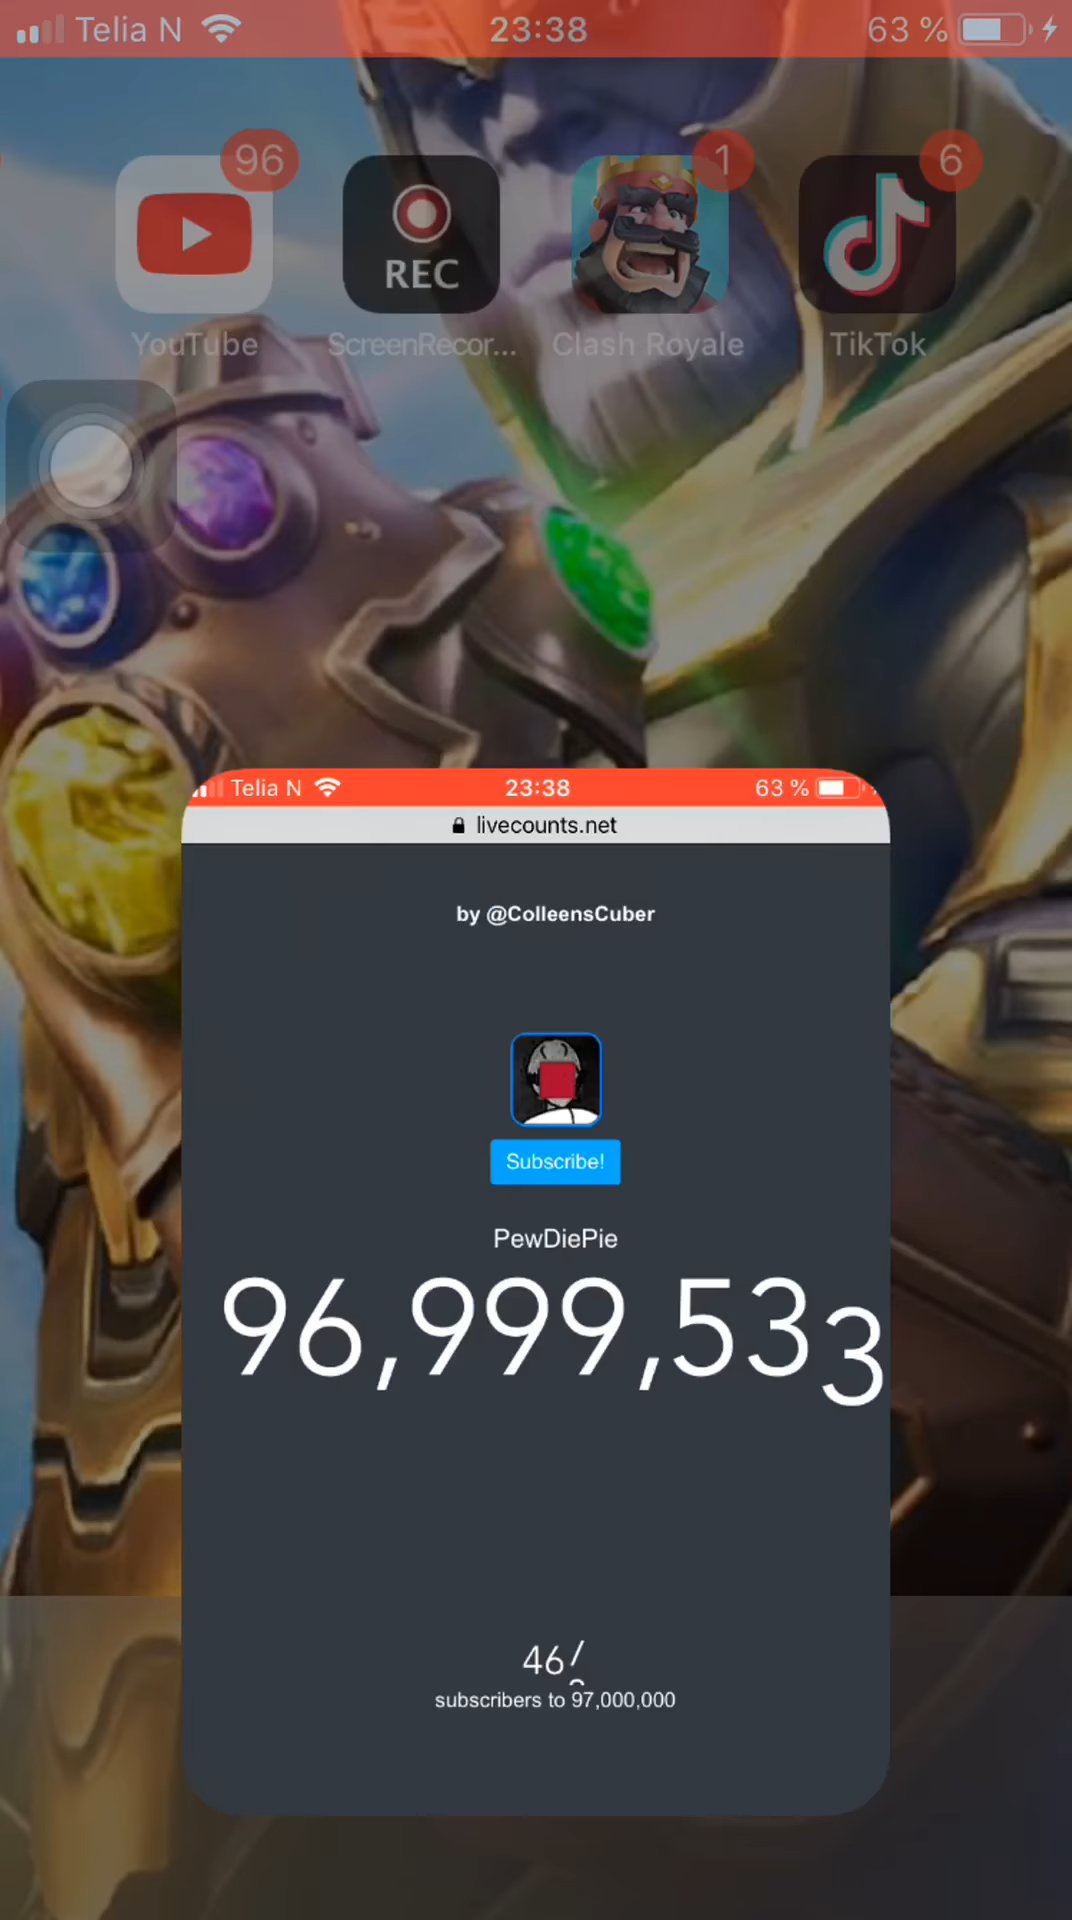 Telia N 23:38 63 %
96 1 6
REC
YouTube ScreenRecor... Clash Royale TikTok
Telia N 23:38 63 %
livecounts.net
by @ColleensCuber
Subscribe!
PewDiePie
96,999,533
46
subscribers to 97,000,000